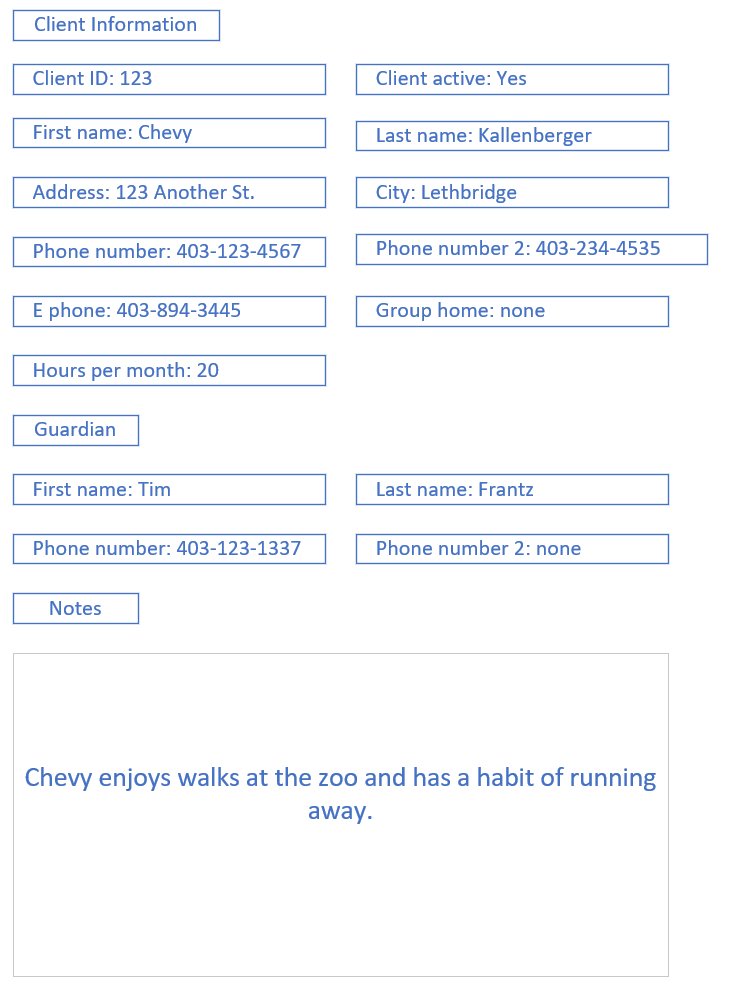 Client Information
Client ID: 123
Client active: Yes
First name: Chevy
Last name: Kallenberger
Address: 123 Another St.
City: Lethbridge
Phone number: 403-123-4567
Phone number 2: 403-234-4535
E phone: 403-894-3445
Group home: none
Hours per month: 20
Guardian
First name: Tim
Last name: Frantz
Phone number: 403-123-1337
Phone number 2: none
Notes
Chevy enjoys walks at the zoo and has a habit of running
away.